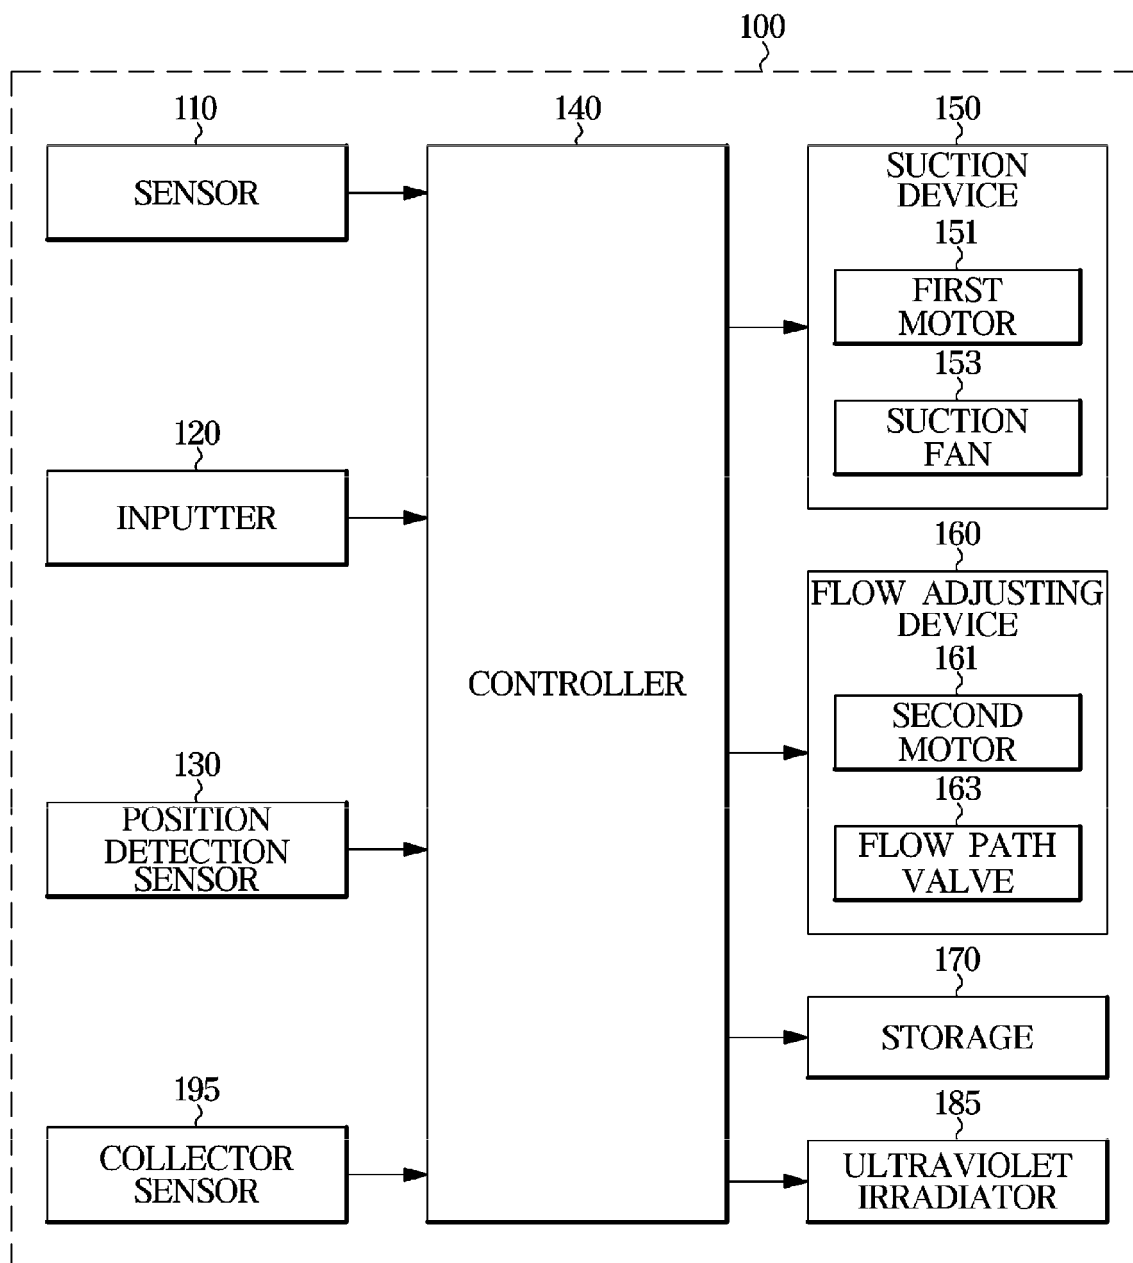 100
110
SENSOR
120
INPUTTER
130
POSITION
DETECTION
SENSOR
195
COLLECTOR
SENSOR
140
CONTROLLER
150
SUCTION
DEVICE
151
FIRST
MOTOR
153
SUCTION
FAN
160
FLOW ADJUSTING
DEVICE
161
SECOND
MOTOR
163
FLOW PATH
VALVE
170
STORAGE
185
ULTRAVIOLET
IRRADIATOR